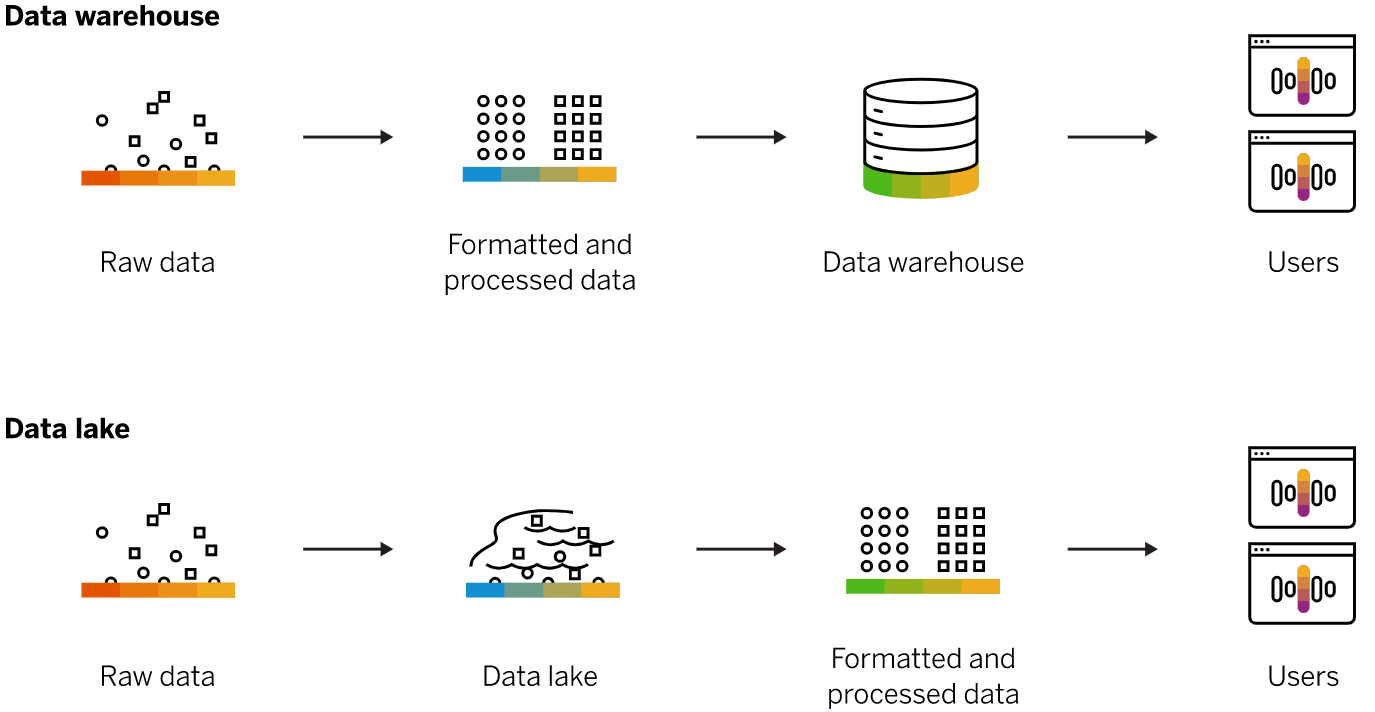 Data warehouse
Raw data
Formatted and
processed data
Data warehouse
Users
Data lake
Raw data
Data lake
Formatted and
processed data
Users